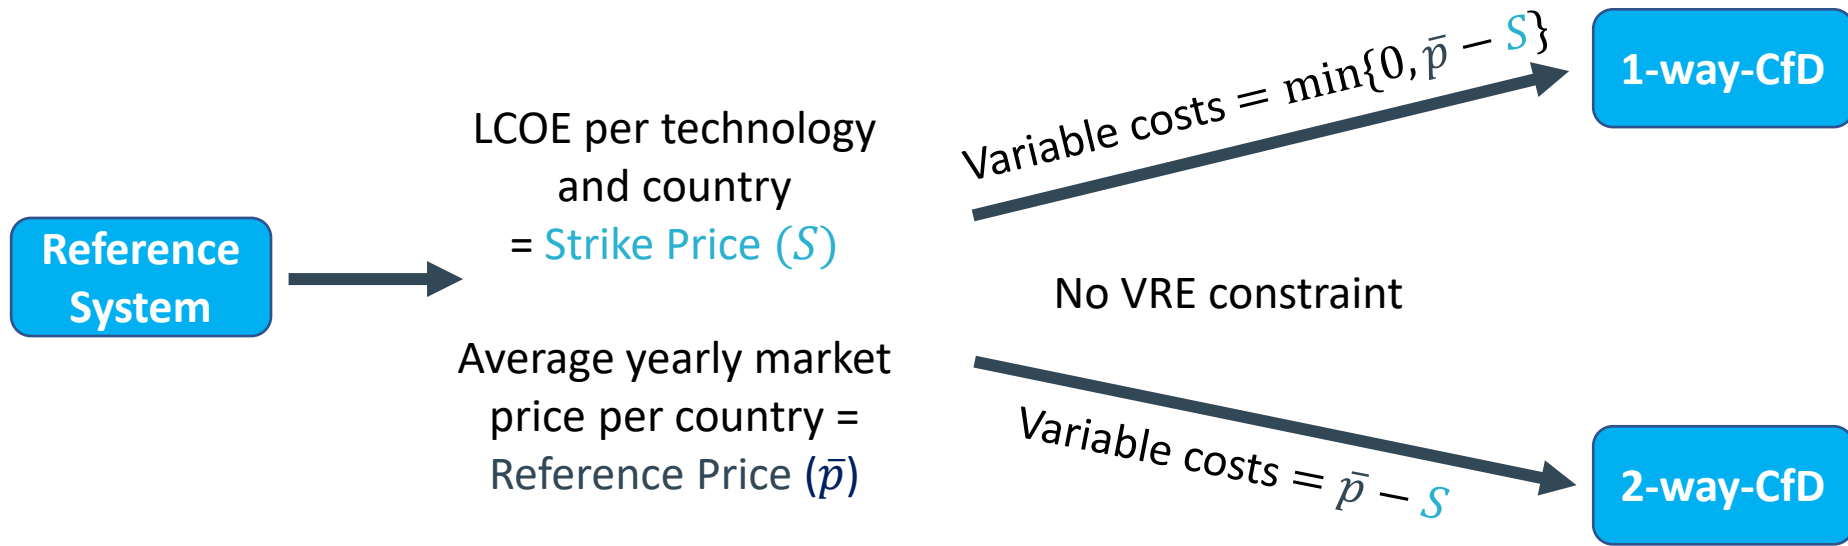 Reference
System
LCOE per technology
and country
= Strike Price (S)
Average yearly market
price per country =
Reference Price (p̄)
Variable costs = min{0, p̄ − S}
No VRE constraint
Variable costs = p̄ − S
1-way-CfD
2-way-CfD